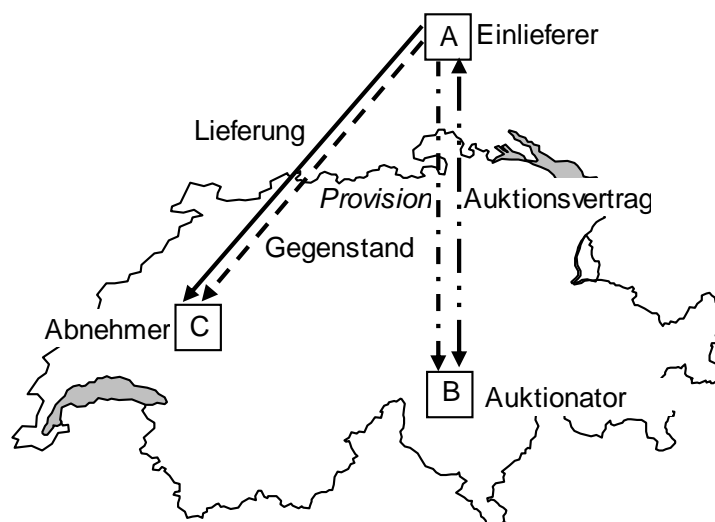 A Einlieferer
Lieferung
Provision Auktionsvertrag
Gegenstand
Abnehmer C
B Auktionator